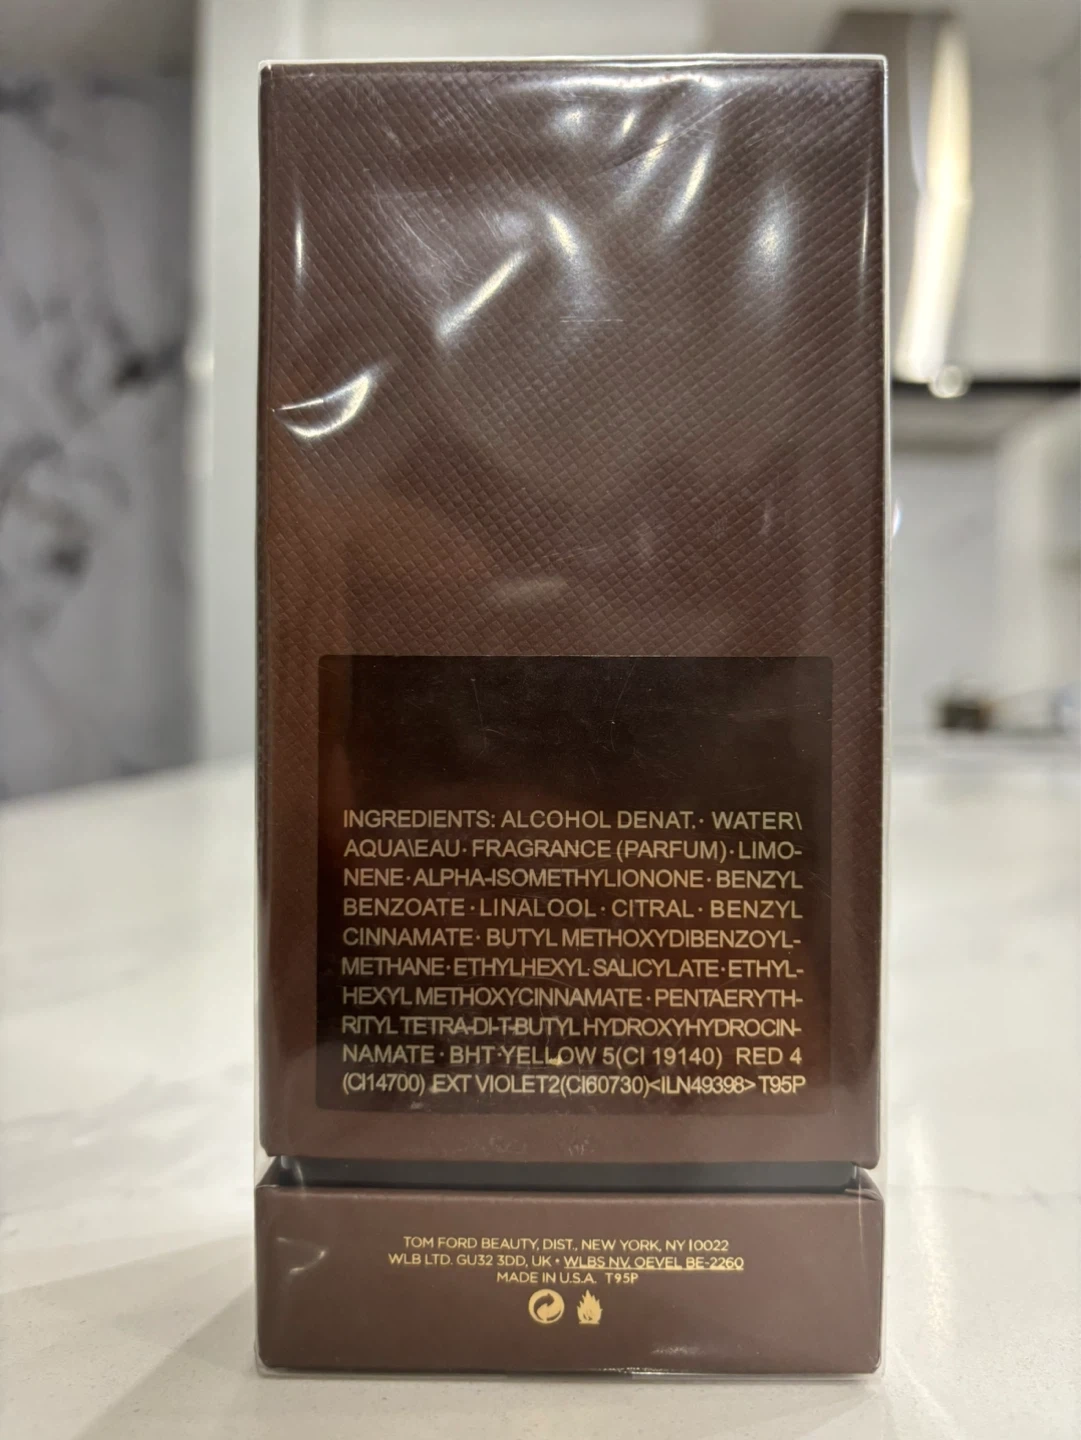 INGREDIENTS: ALCOHOL DENAT.· WATER\
AQUA\EAU· FRAGRANCE (PARFUM)· LIMO-
NENE· ALPHA-ISOMETHYLIONONE· BENZYL
BENZOATE · LINALOOL · CITRAL · BENZYL
CINNAMATE · BUTYL METHOXYDIBENZOYL-
METHANE· ETHYLHEXYL SALICYLATE· ETHYL-
HEXYL METHOXYCINNAMATE · PENTAERYTH-
RITYL TETRA-DI-T-BUTYL HYDROXYHYDROCIN-
NAMATE · BHT·YELLOW 5(CI 19140) RED 4
(CI14700) EXT VIOLET2(CI60730)<ILN49398> T95P
TOM FORD BEAUTY, DIST., NEW YORK, NY 10022
WLB LTD. GU32 3DD, UK • WLBS NV, OEVEL BE-2260
MADE IN U.S.A. T95P